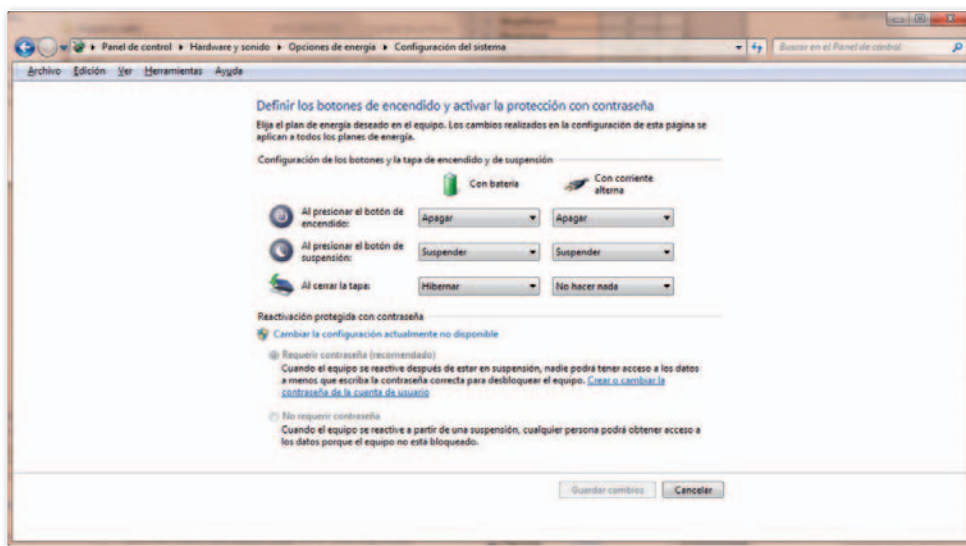 Panel de control ▸ Hardware y sonido ▸ Opciones de energía ▸ Configuración del sistema
Buscar en el Panel de control
Archivo Edición Ver Herramientas Ayuda
Definir los botones de encendido y activar la protección con contraseña
Elija el plan de energía deseado en el equipo. Los cambios realizados en la configuración de esta página se
aplican a todos los planes de energía.
Configuración de los botones y la tapa de encendido y de suspensión
Con batería
Con corriente
alterna
Al presionar el botón de
encendido:
Apagar
Apagar
Al presionar el botón de
suspensión:
Suspender
Suspender
Al cerrar la tapa:
Hibernar
No hacer nada
Reactivación protegida con contraseña
Cambiar la configuración actualmente no disponible
Requerir contraseña (recomendado)
Cuando el equipo se reactive después de estar en suspensión, nadie podrá tener acceso a los datos
a menos que escriba la contraseña correcta para desbloquear el equipo. Crear o cambiar la
contraseña de la cuenta de usuario
No requerir contraseña
Cuando el equipo se reactive a partir de una suspensión, cualquier persona podrá obtener acceso a
los datos porque el equipo no está bloqueado.
Guardar cambios
Cancelar